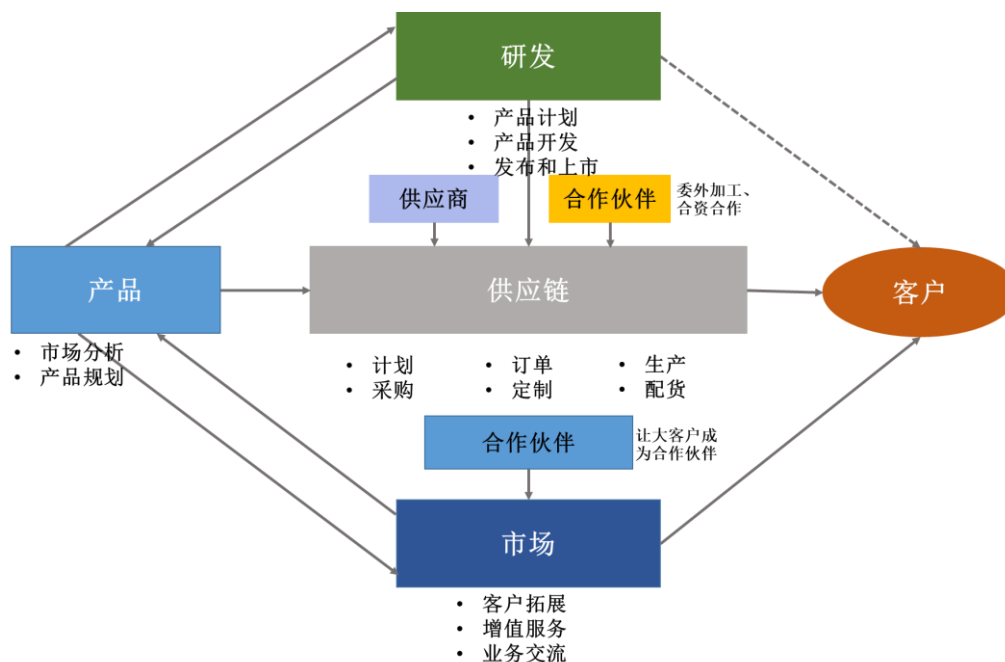 研发
• 产品计划
• 产品开发
• 发布和上市
供应商
合作伙伴
委外加工、
合资合作
产品
供应链
客户
• 市场分析
• 产品规划
• 计划
• 采购
• 订单
• 定制
• 生产
• 配货
合作伙伴
让大客户成
为合作伙伴
市场
• 客户拓展
• 增值服务
• 业务交流